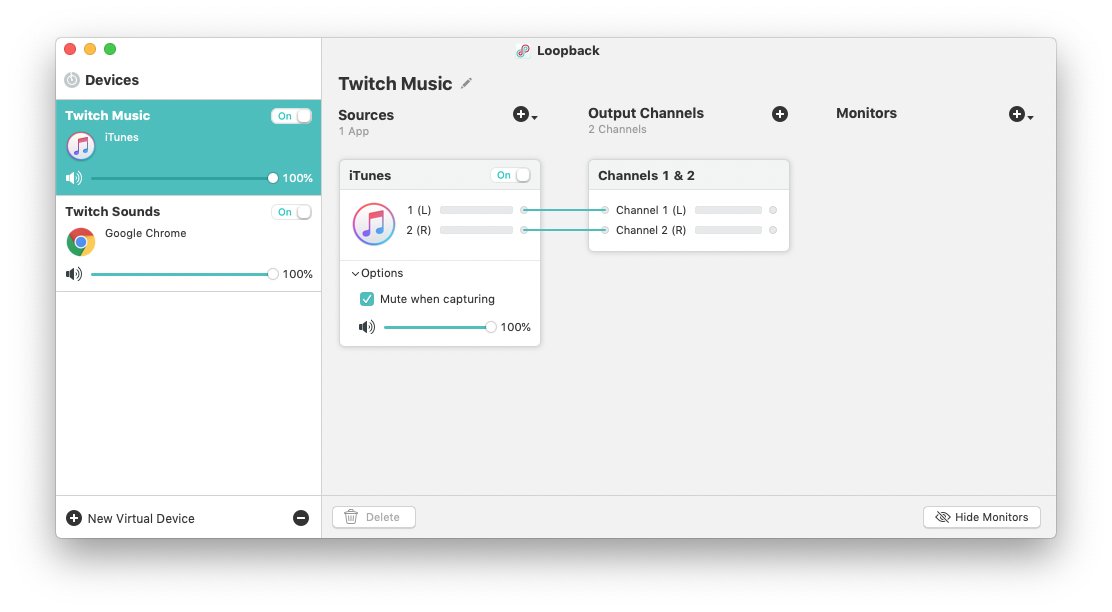 Loopback
Devices
Twitch Music
On
iTunes
100%
Twitch Sounds
On
Google Chrome
100%
New Virtual Device
Twitch Music
Sources
1 App
iTunes
On
1 (L)
2 (R)
Options
Mute when capturing
100%
Output Channels
2 Channels
Channels 1 & 2
Channel 1 (L)
Channel 2 (R)
Monitors
Delete
Hide Monitors